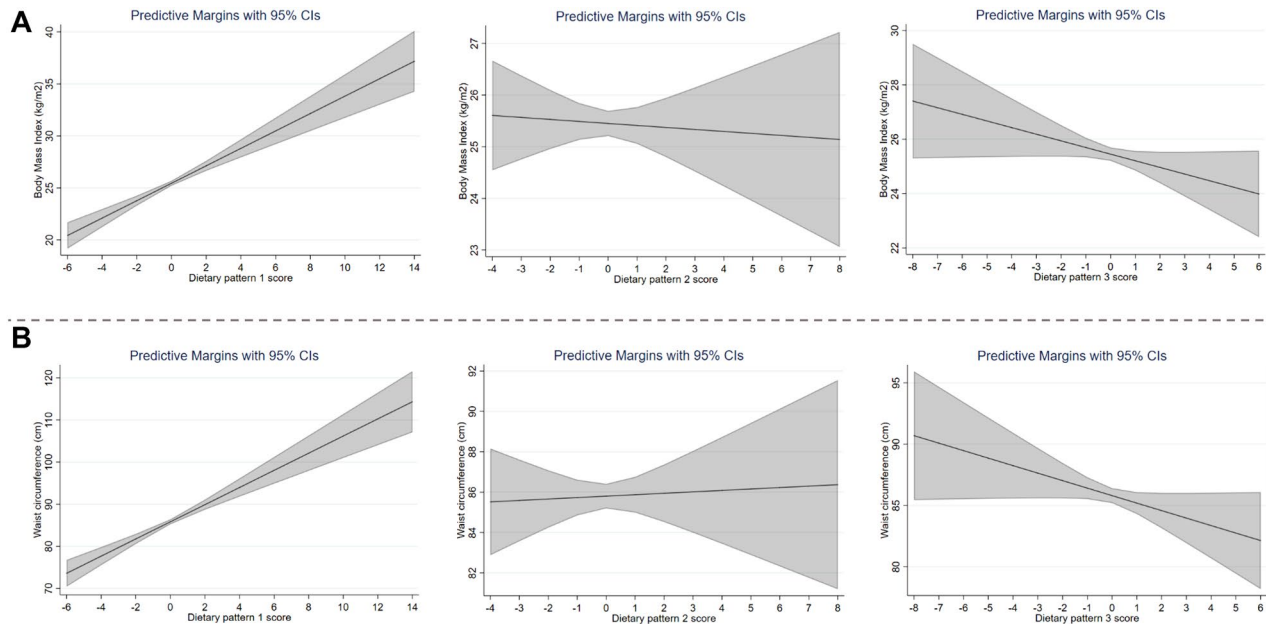 A
Predictive Margins with 95% CIs
Body Mass Index (kg/m2)
40
35
30
25
20
-6 -4 -2 0 2 4 6 8 10 12 14
Dietary pattern 1 score
Predictive Margins with 95% CIs
Body Mass Index (kg/m2)
27
26
25
24
23
-4 -3 -2 -1 0 1 2 3 4 5 6 7 8
Dietary pattern 2 score
Predictive Margins with 95% CIs
Body Mass Index (kg/m2)
30
28
26
24
22
-8 -7 -6 -5 -4 -3 -2 -1 0 1 2 3 4 5 6
Dietary pattern 3 score
B
Predictive Margins with 95% CIs
Waist circumference (cm)
120
110
100
90
80
70
-6 -4 -2 0 2 4 6 8 10 12 14
Dietary pattern 1 score
Predictive Margins with 95% CIs
Waist circumference (cm)
92
90
88
86
84
82
-4 -3 -2 -1 0 1 2 3 4 5 6 7 8
Dietary pattern 2 score
Predictive Margins with 95% CIs
Waist circumference (cm)
95
90
85
80
-8 -7 -6 -5 -4 -3 -2 -1 0 1 2 3 4 5 6
Dietary pattern 3 score